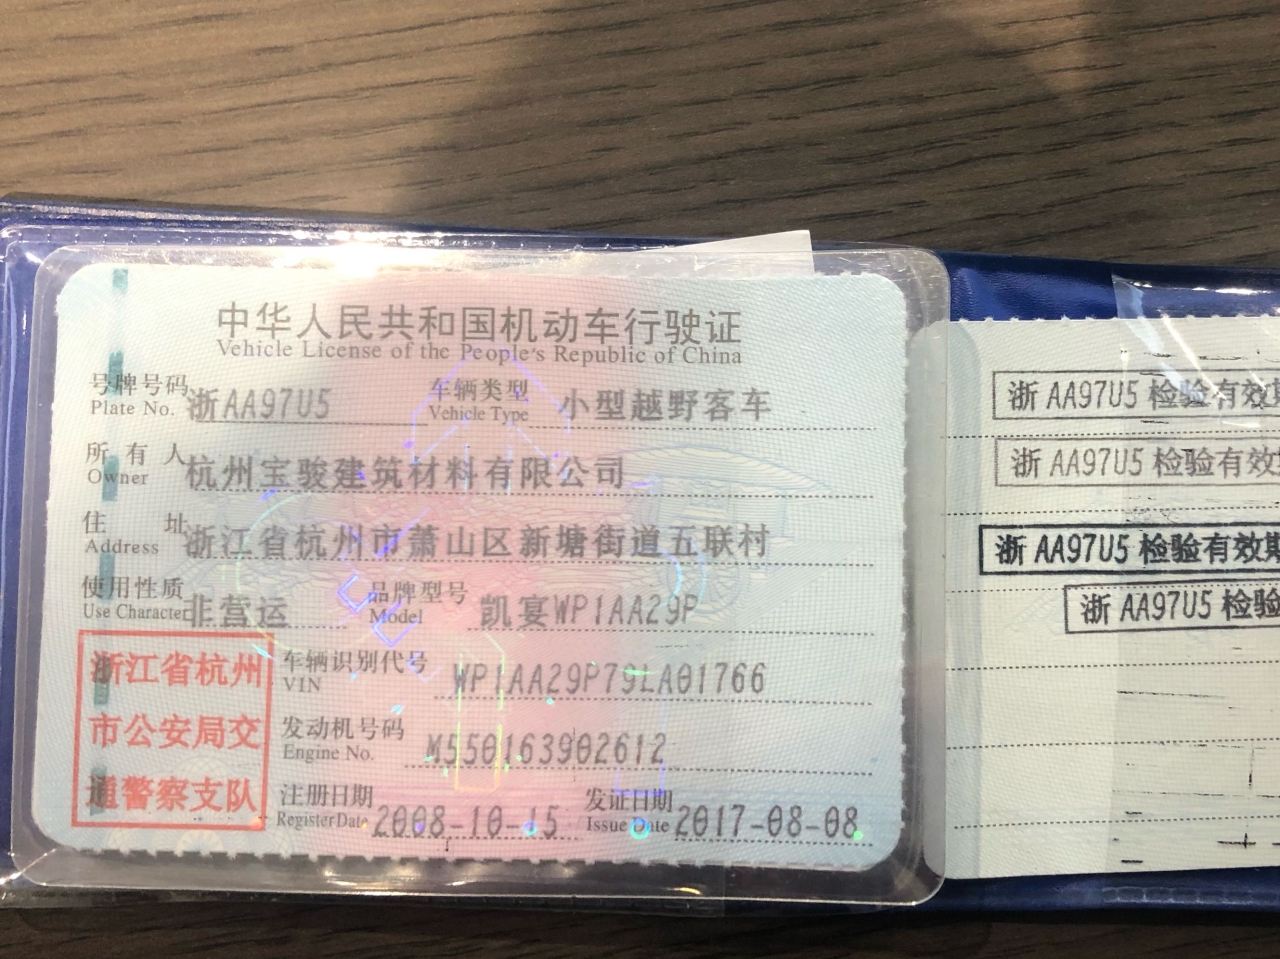 中华人民共和国机动车行驶证
Vehicle License of the People's Republic of China
号牌号码 浙AA97U5 车辆类型 小型越野客车
Plate No. Vehicle Type
所有人 杭州宝骏建筑材料有限公司
Owner
住址 浙江省杭州市萧山区新塘街道五联村
Address
使用性质 非营运 品牌型号 凯宴WP1AA29P
Use Character Model
车辆识别代号 WP1AA29P79LA01766
VIN
发动机号码 M550163902612
Engine No.
注册日期 2008-10-15 发证日期 2017-08-08
Register Date Issue Date
浙江省杭州
市公安局交
通警察支队
浙 AA97U5 检验有效
浙 AA97U5 检验有效
浙 AA97U5 检验有效期
浙 AA97U5 检验